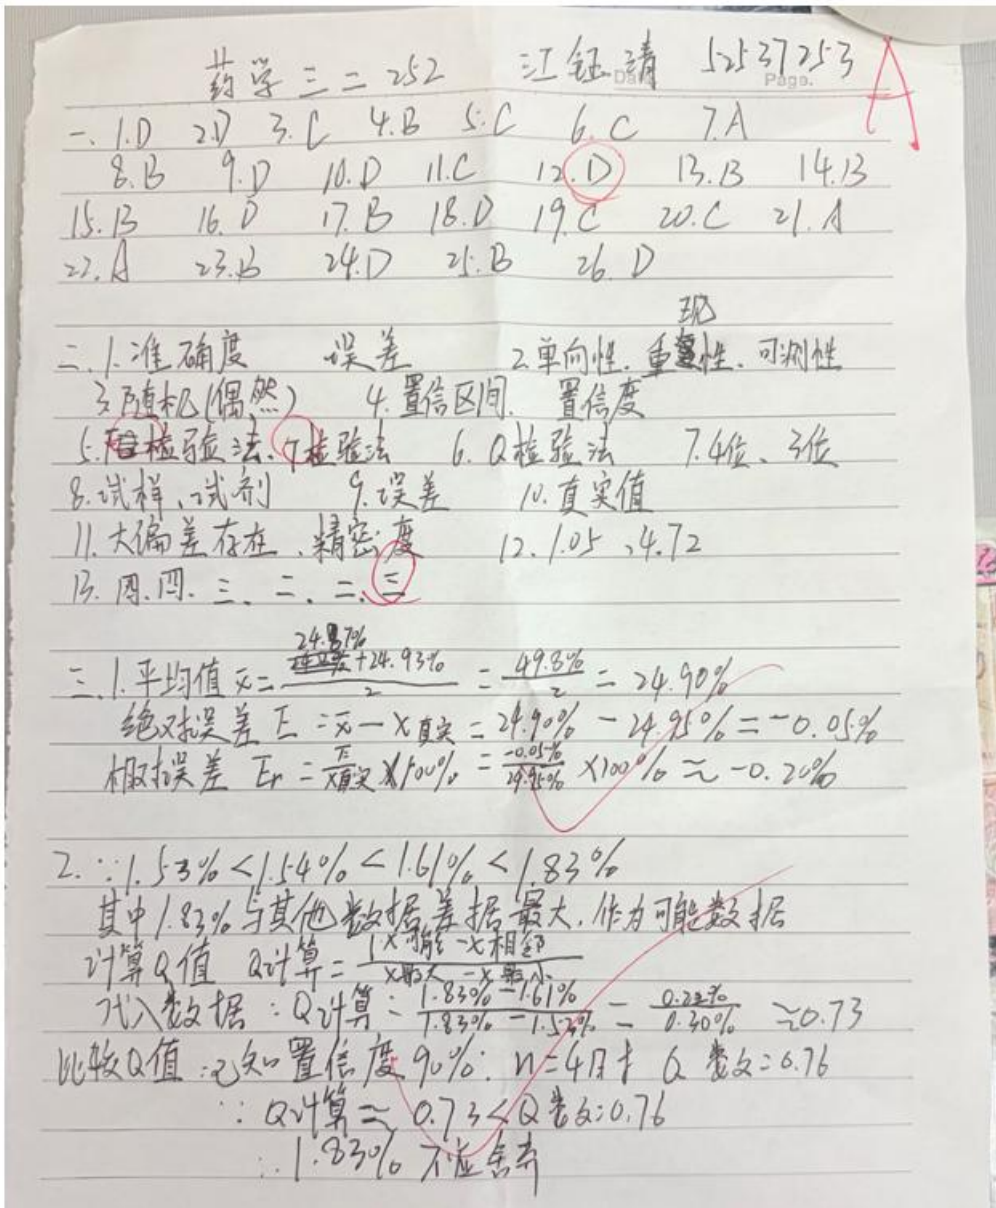 药学三二252 江钰请 52537253 A
Date. Page.
一、1.D 2.D 3.C 4.B 5.C 6.C 7.A
8.B 9.D 10.D 11.C 12.D 13.B 14.B
15.B 16.D 17.B 18.D 19.C 20.C 21.A
22.A 23.B 24.D 25.B 26.D
现
二、1.准确度 误差 2.单向性、重性、可测性
3.随机(偶然) 4.置信区间、置信度
5.检验法、T检验法 6.Q检验法 7.4位、3位
8.试样、试剂 9.误差 10.真实值
11.大偏差存在、精密度 12.1.05、4.72
13.四、四、三、二、二、三
三、1.平均值 x̄ = (24.87%+24.93%)/2 = 49.8%/2 = 24.90%
绝对误差 E = x̄ - x真实 = 24.90% - 24.95% = -0.05%
相对误差 Er = E/x真实 ×100% = -0.05%/24.95% ×100% ≈ -0.20%
2.∵1.53%<1.54%<1.61%<1.83%
其中1.83%与其他数据差据最大,作为可能数据
计算Q值 Q计算 = |x可能-x相邻|/x最大-x最小
代入数据:Q计算 = 1.83%-1.61%/1.83%-1.53% = 0.22%/0.30% ≈0.73
比较Q值:已知置信度90%:n=4时 Q表=0.76
∵Q计算≈0.73<Q表=0.76
∴1.83%不应舍弃